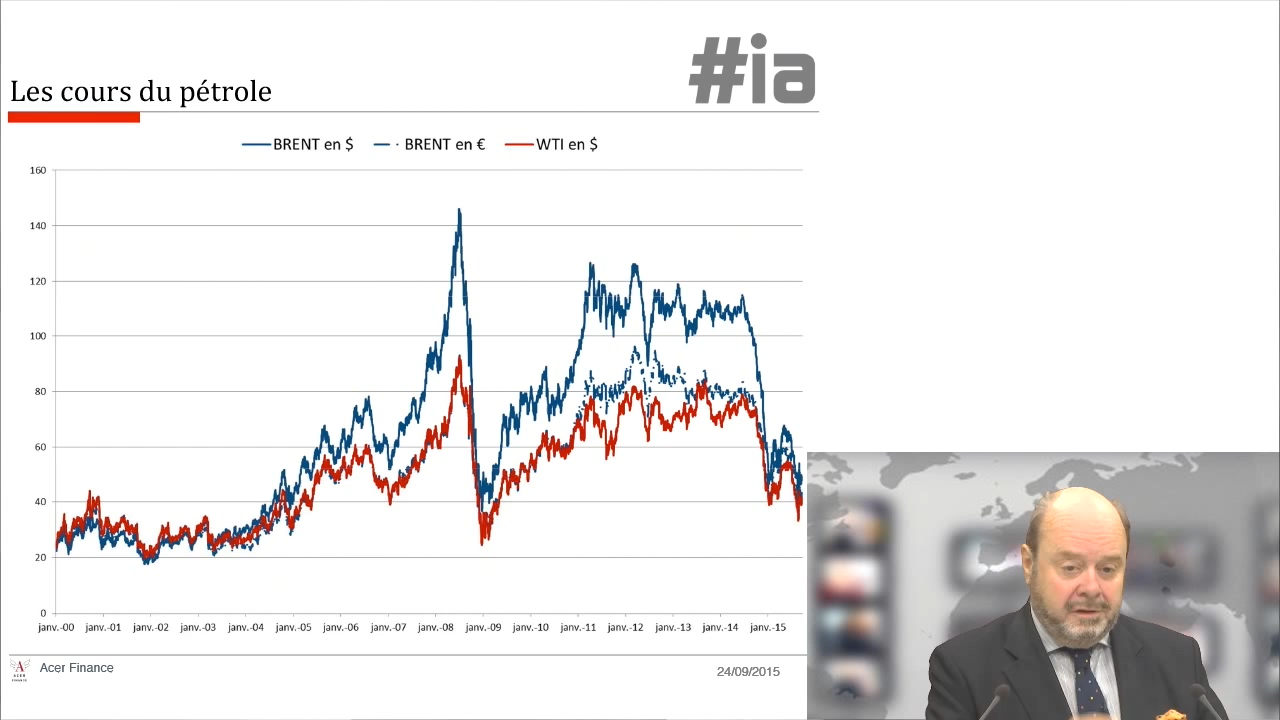 #ia
Les cours du pétrole
BRENT en $ BRENT en € WTI en $
160
140
120
100
80
60
40
20
0
janv.-00 janv.-01 janv.-02 janv.-03 janv.-04 janv.-05 janv.-06 janv.-07 janv.-08 janv.-09 janv.-10 janv.-11 janv.-12 janv.-13 janv.-14 janv.-15
A
ACER
FINANCE
Acer Finance
24/09/2015